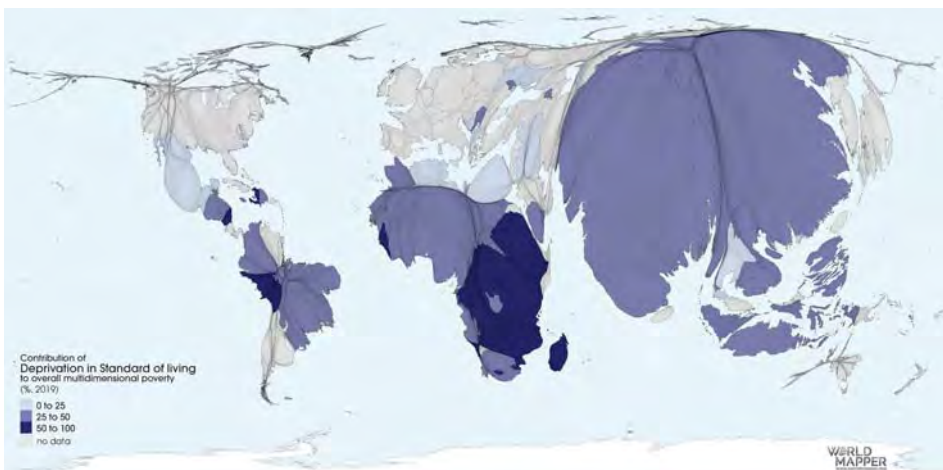 Contribution of
Deprivation in Standard of living
to overall multidimensional poverty
(%, 2019)
0 to 25
25 to 50
50 to 100
no data
WORLD
MAPPER